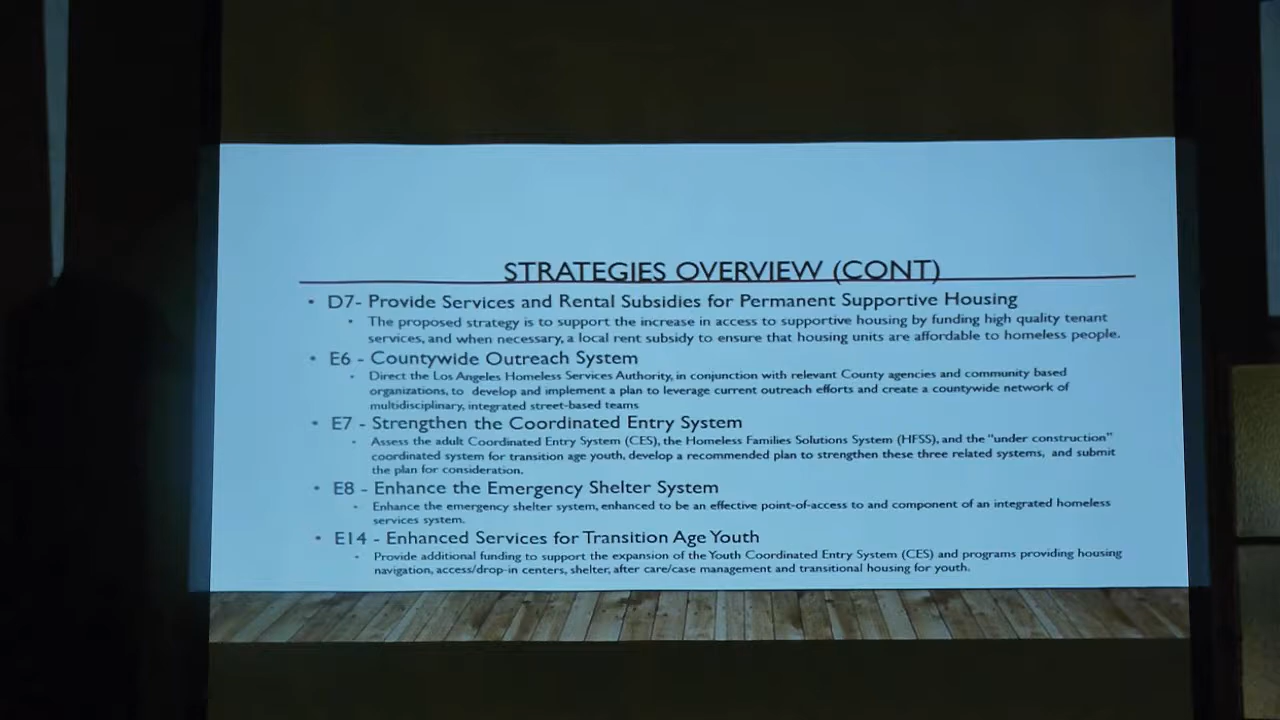 STRATEGIES OVERVIEW (CONT)
• D7- Provide Services and Rental Subsidies for Permanent Supportive Housing
• The proposed strategy is to support the increase in access to supportive housing by funding high quality tenant
services, and when necessary, a local rent subsidy to ensure that housing units are affordable to homeless people.
• E6 - Countywide Outreach System
• Direct the Los Angeles Homeless Services Authority, in conjunction with relevant County agencies and community based
organizations, to develop and implement a plan to leverage current outreach efforts and create a countywide network of
multidisciplinary, integrated street-based teams
• E7 - Strengthen the Coordinated Entry System
• Assess the adult Coordinated Entry System (CES), the Homeless Families Solutions System (HFSS), and the "under construction"
coordinated system for transition age youth, develop a recommended plan to strengthen these three related systems, and submit
the plan for consideration.
• E8 - Enhance the Emergency Shelter System
• Enhance the emergency shelter system, enhanced to be an effective point-of-access to and component of an integrated homeless
services system.
• E14 - Enhanced Services for Transition Age Youth
• Provide additional funding to support the expansion of the Youth Coordinated Entry System (CES) and programs providing housing
navigation, access/drop-in centers, shelter, after care/case management and transitional housing for youth.